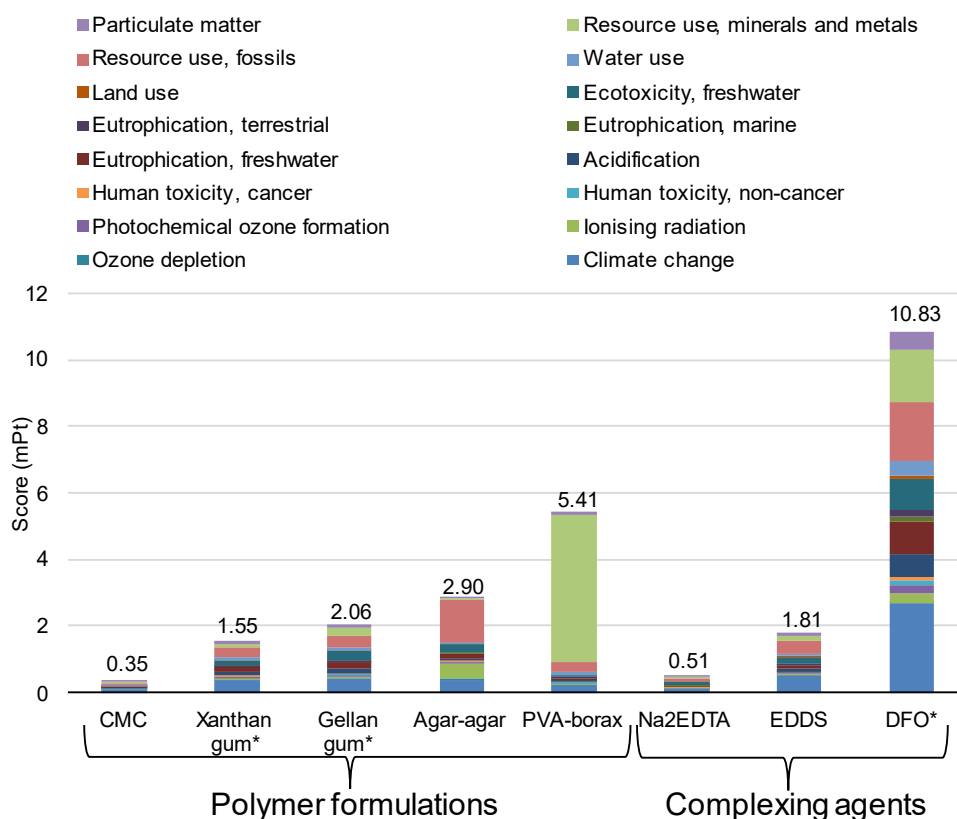 Particulate matter
Resource use, minerals and metals
Resource use, fossils
Water use
Land use
Ecotoxicity, freshwater
Eutrophication, terrestrial
Eutrophication, marine
Eutrophication, freshwater
Acidification
Human toxicity, cancer
Human toxicity, non-cancer
Photochemical ozone formation
Ionising radiation
Ozone depletion
Climate change
Score (mPt)
12
10
8
6
4
2
0
0.35
1.55
2.06
2.90
5.41
0.51
1.81
10.83
CMC
Xanthan
gum*
Gellan
gum*
Agar-agar
PVA-borax
Na2EDTA
EDDS
DFO*
Polymer formulations
Complexing agents